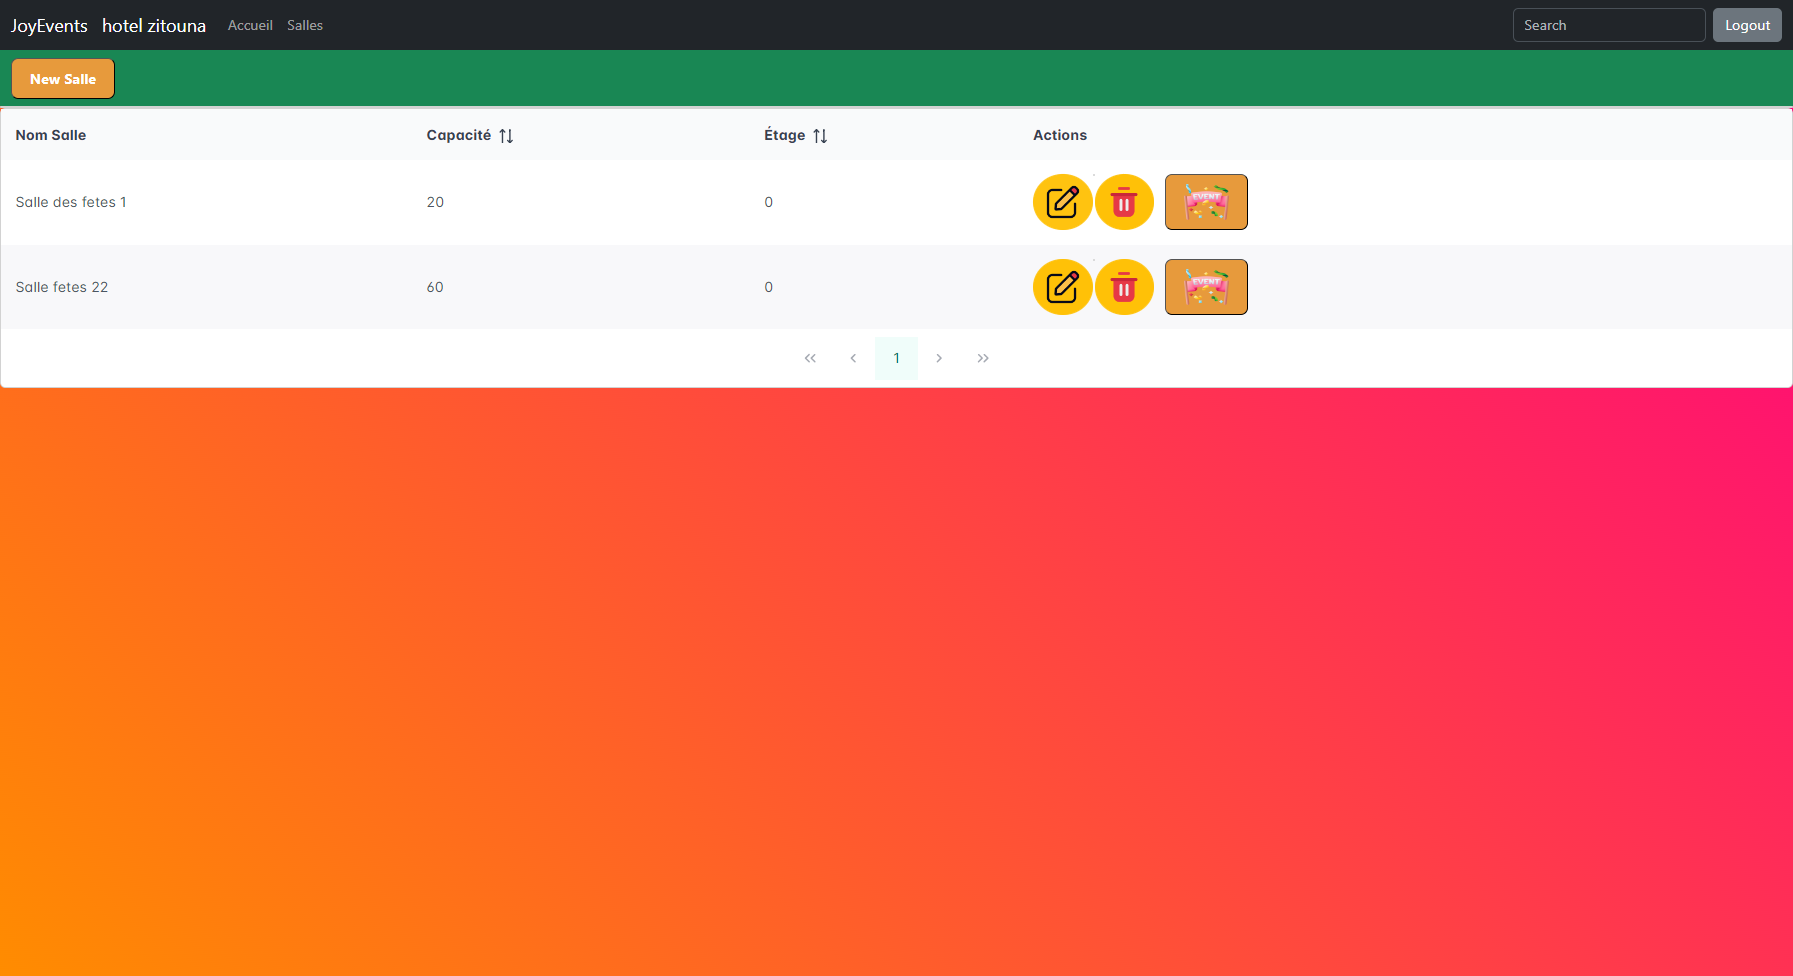 JoyEvents hotel zitouna Accueil Salles Search Logout
New Salle
Nom Salle Capacité Étage Actions
Salle des fetes 1 20 0 EVENT
Salle fetes 22 60 0 EVENT
1